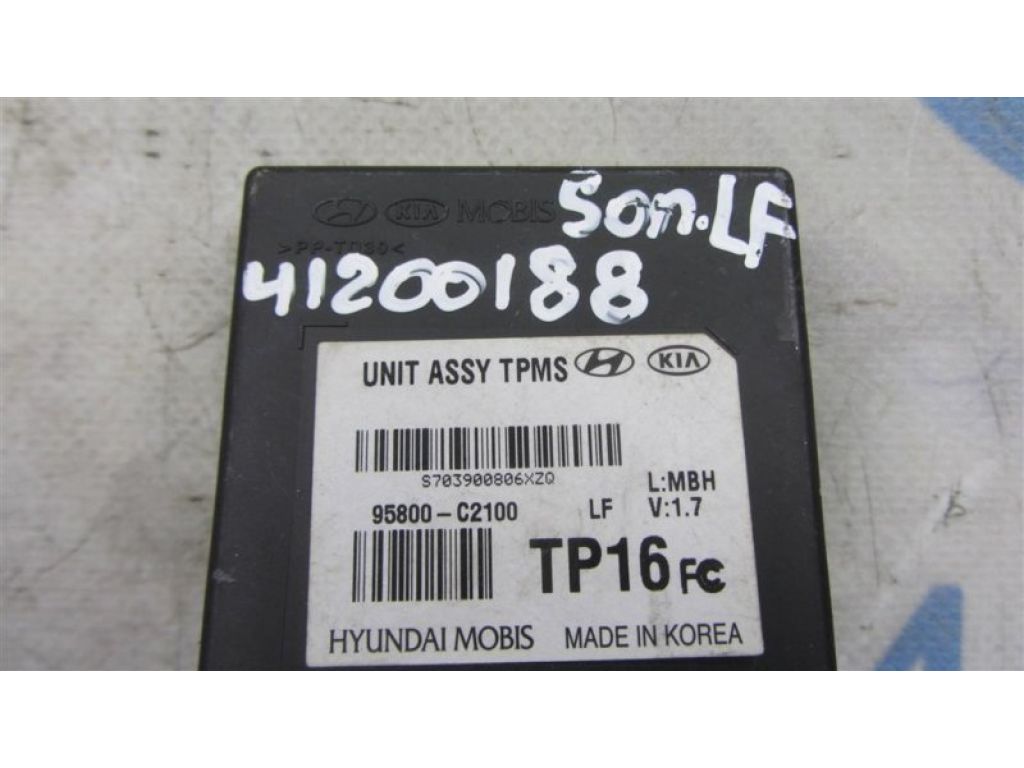 KIA MOBIS Son.LF
>PP-TD30<
41200188
UNIT ASSY TPMS KIA
S703900806XZQ
L:MBH
95800-C2100 LF V:1.7
TP16 FC
HYUNDAI MOBIS MADE IN KOREA